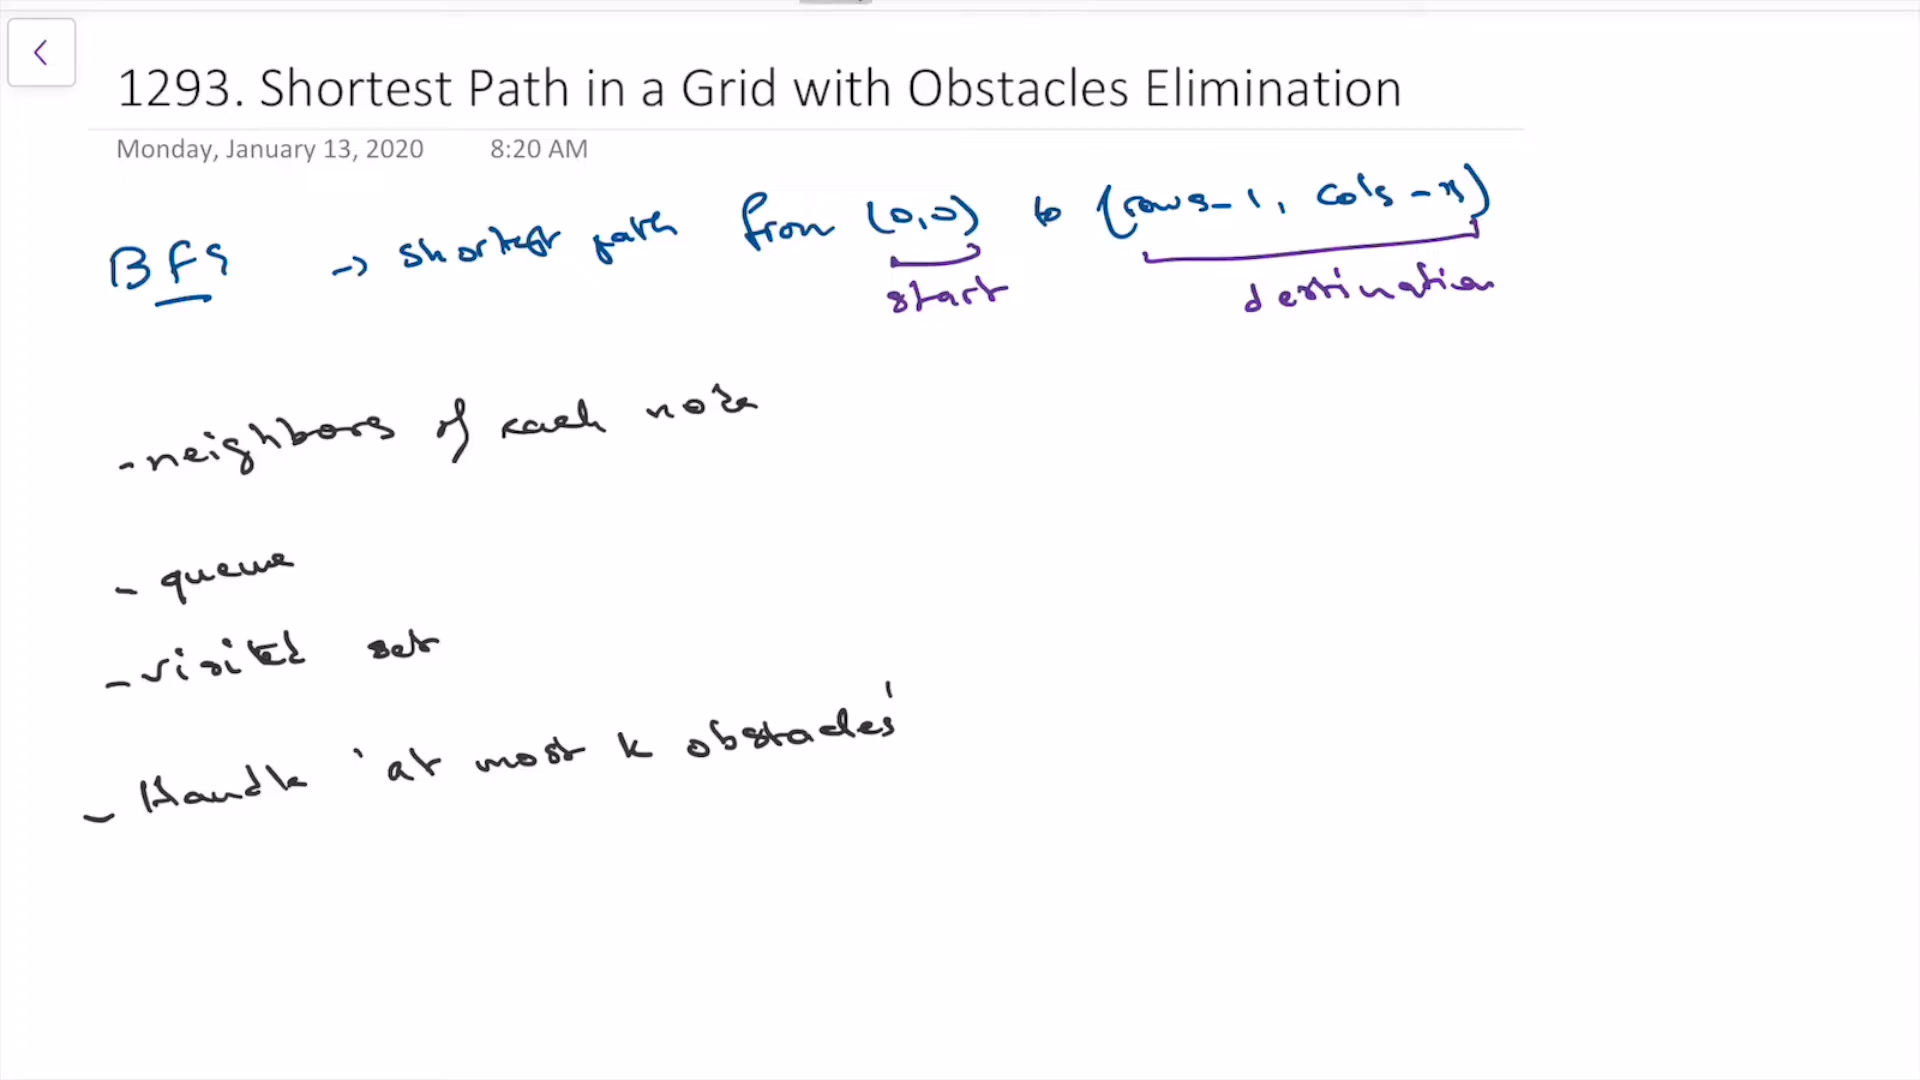 1293. Shortest Path in a Grid with Obstacles Elimination
Monday, January 13, 2020 8:20 AM
BFS -> shortest path from (0,0) to (rows-1, cols-1)
start destination
- neighbors of each node
- queue
- visited set
- Handle 'at most k obstacles'